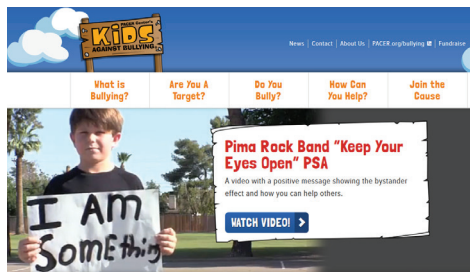 PACER Center's
KiDS
AGAINST BULLYING
News | Contact | About Us | PACER.org/bullying | Fundraise
What is
Bullying?
Are You A
Target?
Do You
Bully?
How Can
You Help?
Join the
Cause
Pima Rock Band "Keep Your
Eyes Open" PSA
A video with a positive message showing the bystander
effect and how you can help others.
WATCH VIDEO!
I AM
SOMEthin